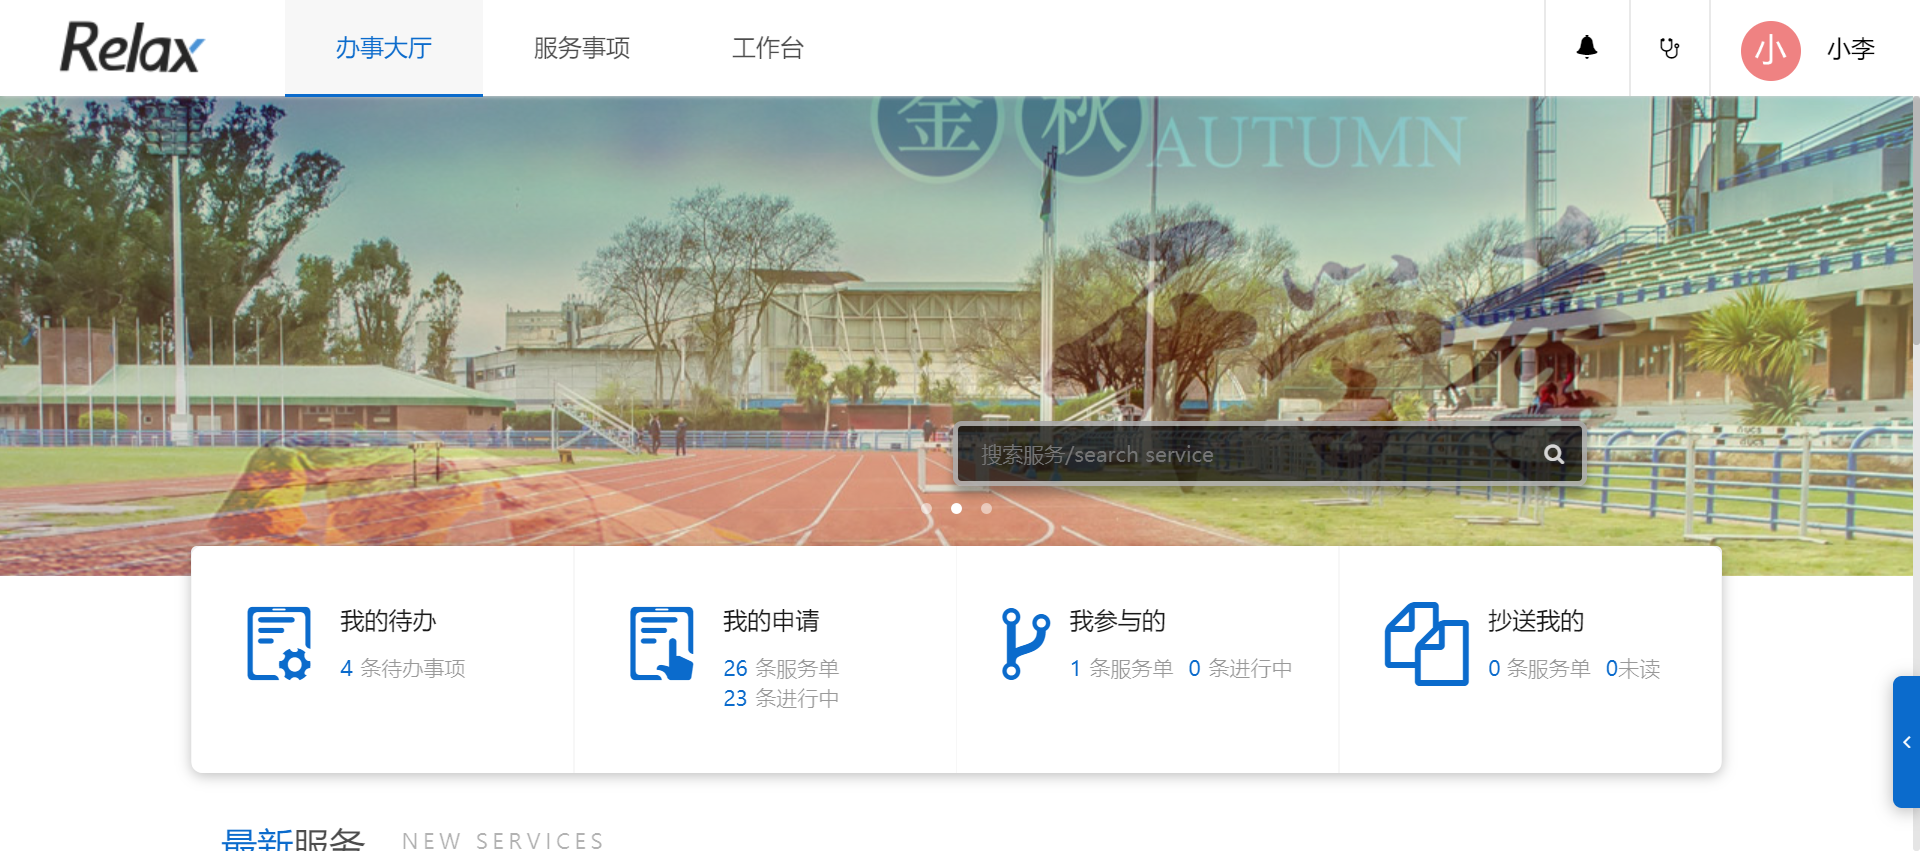 Relax
办事大厅
服务事项
工作台
小
小李
金秋 AUTUMN
搜索服务/search service
我的待办
4 条待办事项
我的申请
26 条服务单
23 条进行中
我参与的
1 条服务单 0 条进行中
抄送我的
0 条服务单 0未读
最新服务 NEW SERVICES